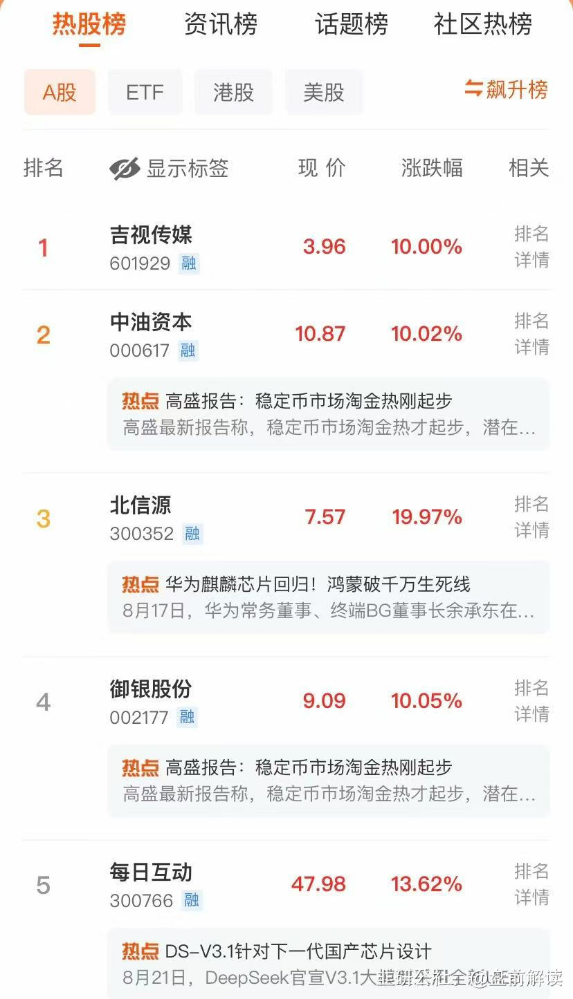 热股榜 资讯榜 话题榜 社区热榜
A股 ETF 港股 美股 飙升榜
排名 显示标签 现价 涨跌幅 相关
1 吉视传媒 3.96 10.00% 排名
601929 融 详情
2 中油资本 10.87 10.02% 排名
000617 融 详情
热点 高盛报告：稳定币市场淘金热刚起步
高盛最新报告称，稳定币市场淘金热才起步，潜在...
3 北信源 7.57 19.97% 排名
300352 融 详情
热点 华为麒麟芯片回归！鸿蒙破千万生死线
8月17日，华为常务董事、终端BG董事长余承东在...
4 御银股份 9.09 10.05% 排名
002177 融 详情
热点 高盛报告：稳定币市场淘金热刚起步
高盛最新报告称，稳定币市场淘金热才起步，潜在...
5 每日互动 47.98 13.62% 排名
300766 融 详情
热点 DS-V3.1针对下一代国产芯片设计
8月21日，DeepSeek官宣V3.1大
韭研公社 @盘前解读